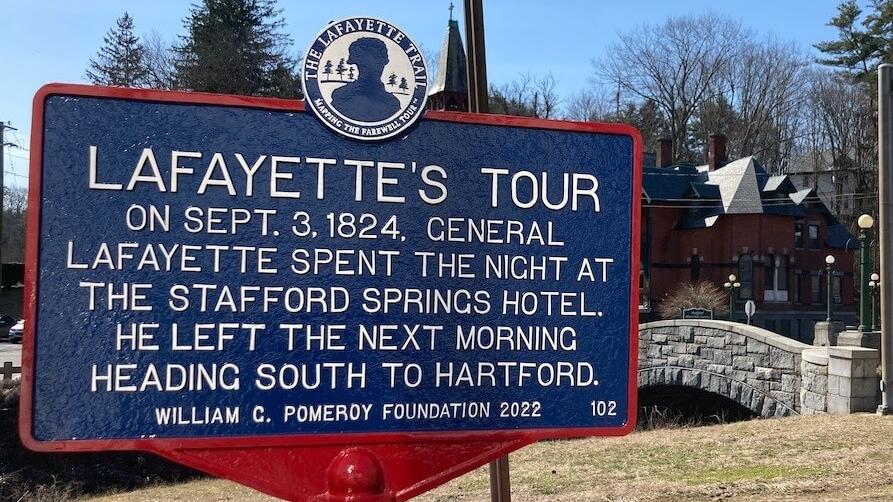 THE LAFAYETTE TRAIL
MAPPING THE FAREWELL TOUR
LAFAYETTE'S TOUR
ON SEPT. 3, 1824, GENERAL
LAFAYETTE SPENT THE NIGHT AT
THE STAFFORD SPRINGS HOTEL.
HE LEFT THE NEXT MORNING
HEADING SOUTH TO HARTFORD.
WILLIAM G. POMEROY FOUNDATION 2022 102